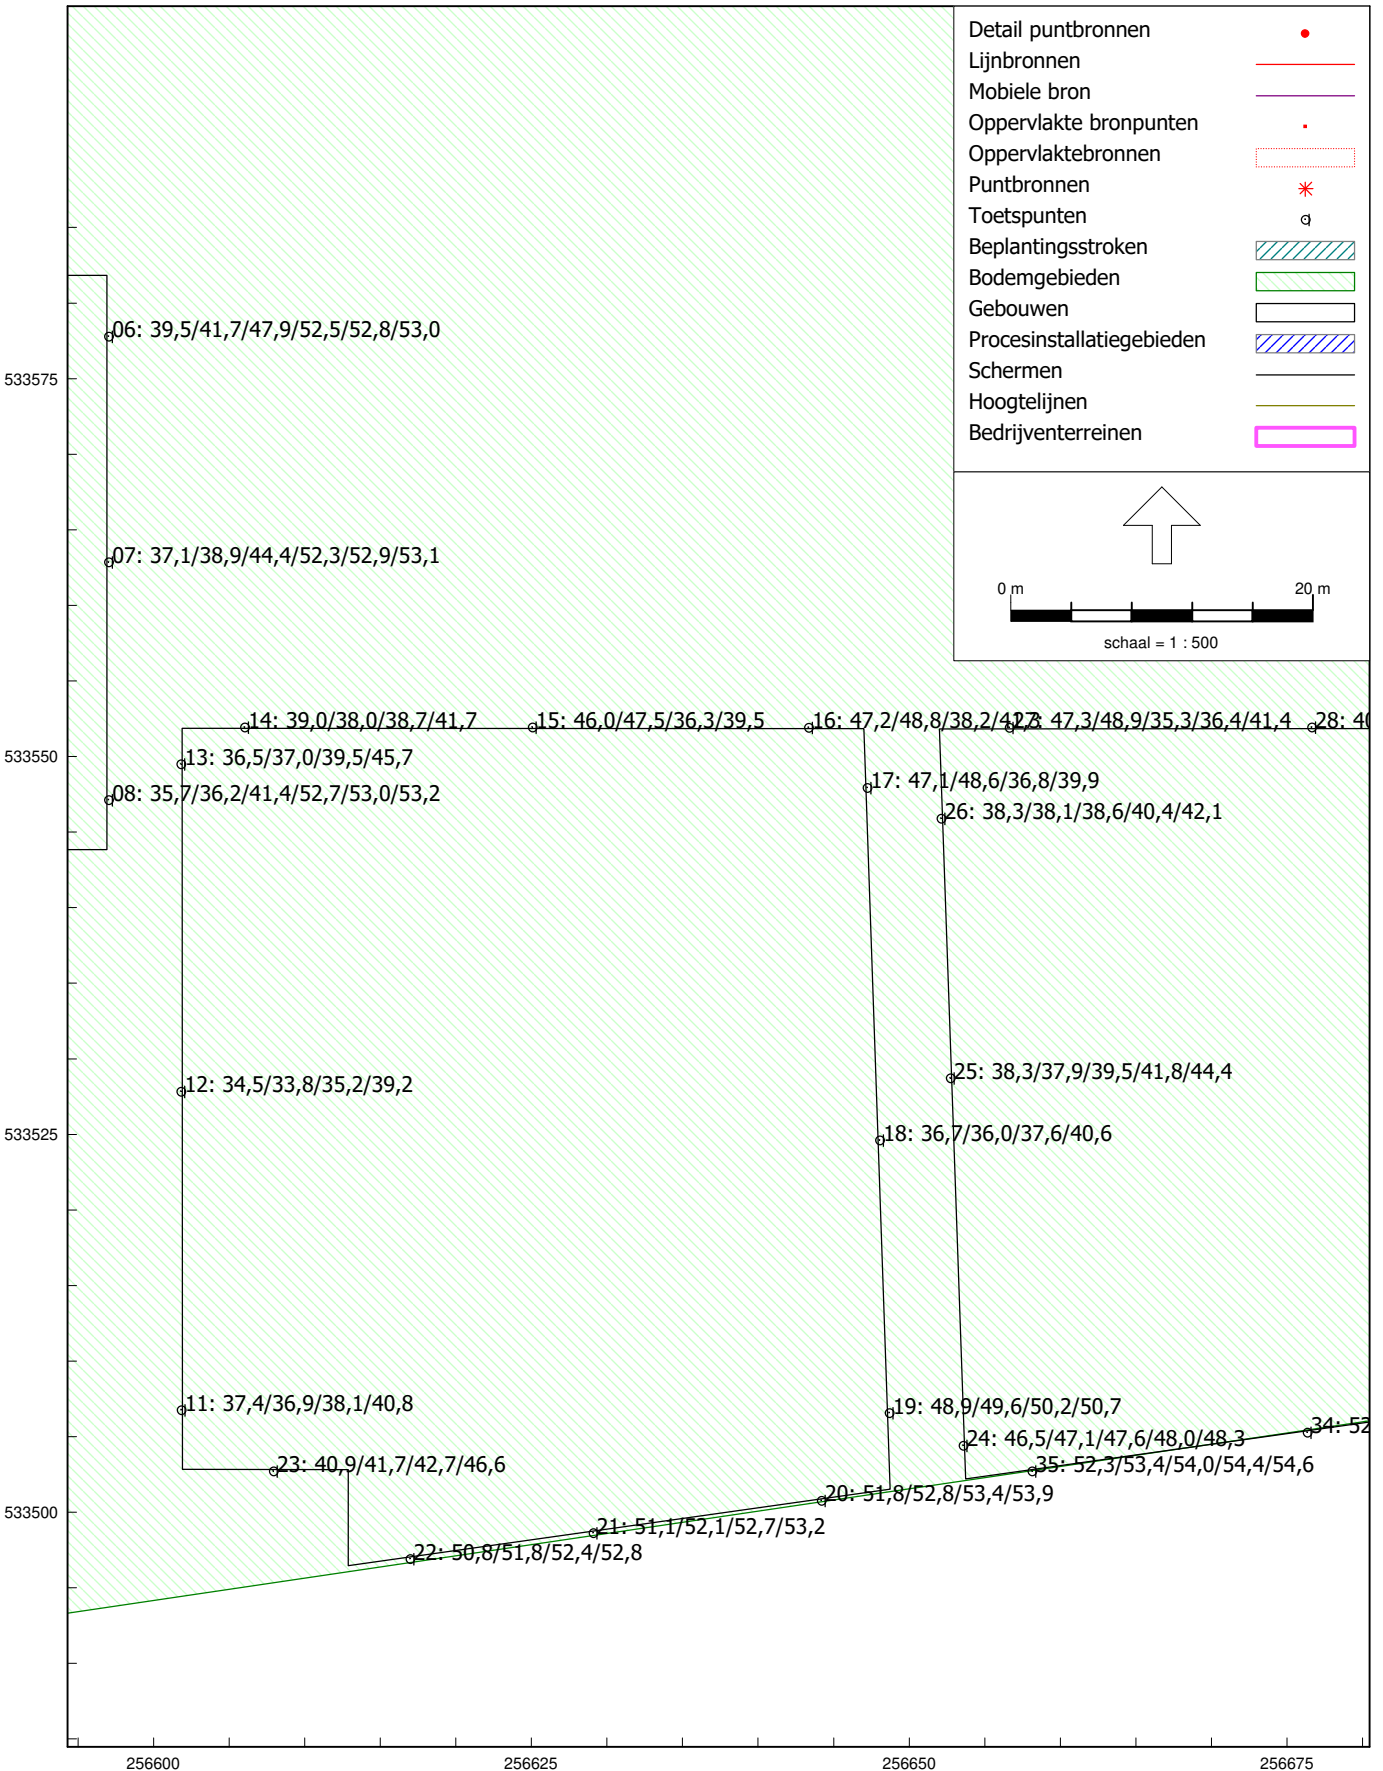 Detail puntbronnen
Lijnbronnen
Mobiele bron
Oppervlakte bronpunten
Oppervlaktebronnen
Puntbronnen
Toetspunten
Beplantingsstroken
Bodemgebieden
Gebouwen
Procesinstallatiegebieden
Schermen
Hoogtelijnen
Bedrijventerreinen
0 m 20 m
schaal = 1 : 500
06: 39,5/41,7/47,9/52,5/52,8/53,0
533575
07: 37,1/38,9/44,4/52,3/52,9/53,1
14: 39,0/38,0/38,7/41,7
15: 46,0/47,5/36,3/39,5
16: 47,2/48,8/38,2/
: 47,3/48,9/35,3/36,4/41,4
28: 40
533550
13: 36,5/37,0/39,5/45,7
17: 47,1/48,6/36,8/39,9
08: 35,7/36,2/41,4/52,7/53,0/53,2
26: 38,3/38,1/38,6/40,4/42,1
25: 38,3/37,9/39,5/41,8/44,4
12: 34,5/33,8/35,2/39,2
533525
18: 36,7/36,0/37,6/40,6
11: 37,4/36,9/38,1/40,8
19: 48,9/49,6/50,2/50,7
34: 52
24: 46,5/47,1/47,6/48,0/48,3
23: 40,9/41,7/42,7/46,6
35: 52,3/53,4/54,0/54,4/54,6
20: 51,8/52,8/53,4/53,9
533500
21: 51,1/52,1/52,7/53,2
22: 50,8/51,8/52,4/52,8
256600 256625 256650 256675